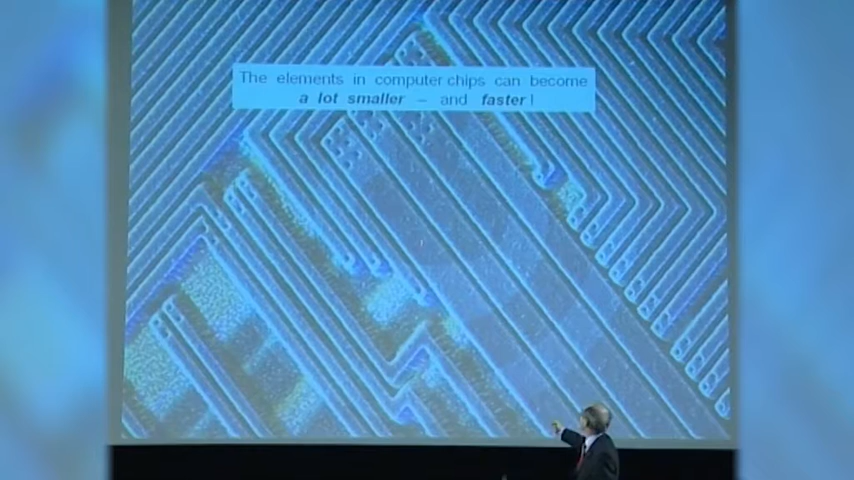 The elements in computer chips can become
a lot smaller – and faster !